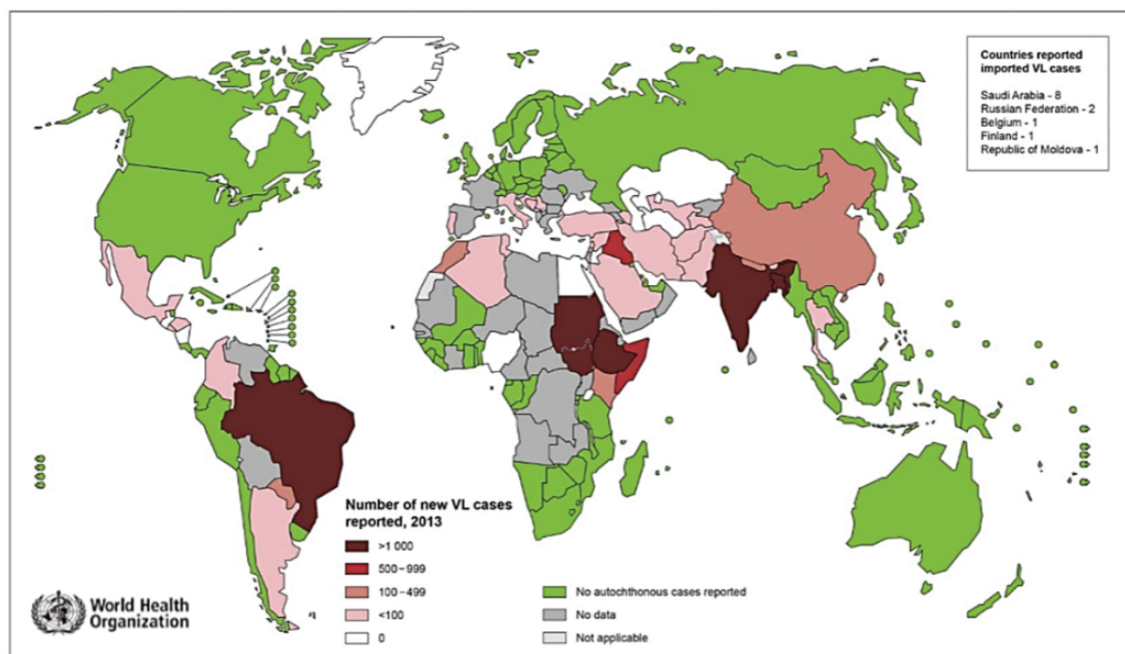 Countries reported
imported VL cases
Saudi Arabia - 8
Russian Federation - 2
Belgium - 1
Finland - 1
Republic of Moldova - 1
Number of new VL cases
reported, 2013
>1 000
500–999
100–499
<100
0
No autochthonous cases reported
No data
Not applicable
World Health
Organization